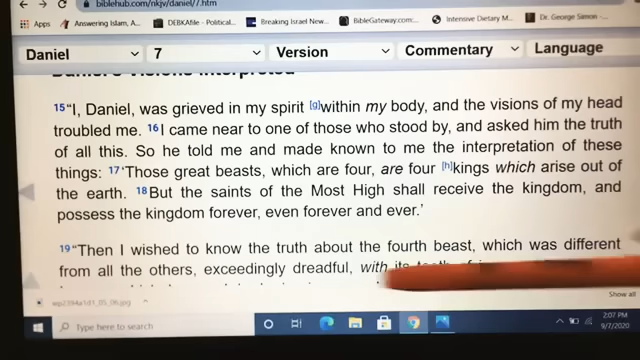 biblehub.com/nkjv/daniel/7.htm
Apps
Answering Islam, A...
DEBKAfile - Political...
Breaking Israel New...
BibleGateway.com:...
Intensive Dietary M...
Dr. George Simon -...
Daniel 7 Version Commentary Language
Daniel's Visions Interpreted
15“I, Daniel, was grieved in my spirit [g]within my body, and the visions of my head
troubled me. 16I came near to one of those who stood by, and asked him the truth
of all this. So he told me and made known to me the interpretation of these
things: 17‘Those great beasts, which are four, are four [h]kings which arise out of
the earth. 18But the saints of the Most High shall receive the kingdom, and
possess the kingdom forever, even forever and ever.’
19“Then I wished to know the truth about the fourth beast, which was different
from all the others, exceedingly dreadful, with its teeth of
Show all
Type here to search
2:07 PM
9/7/2020